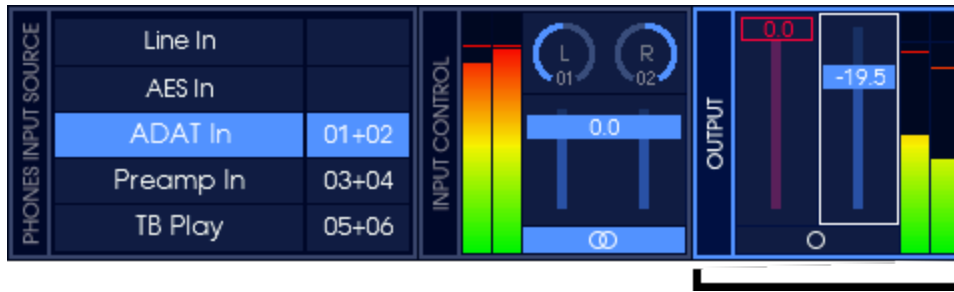 PHONES INPUT SOURCE
Line In
AES In
ADAT In 01+02
Preamp In 03+04
TB Play 05+06
INPUT CONTROL
L R
01 02
0.0
OUTPUT
0.0
-19.5